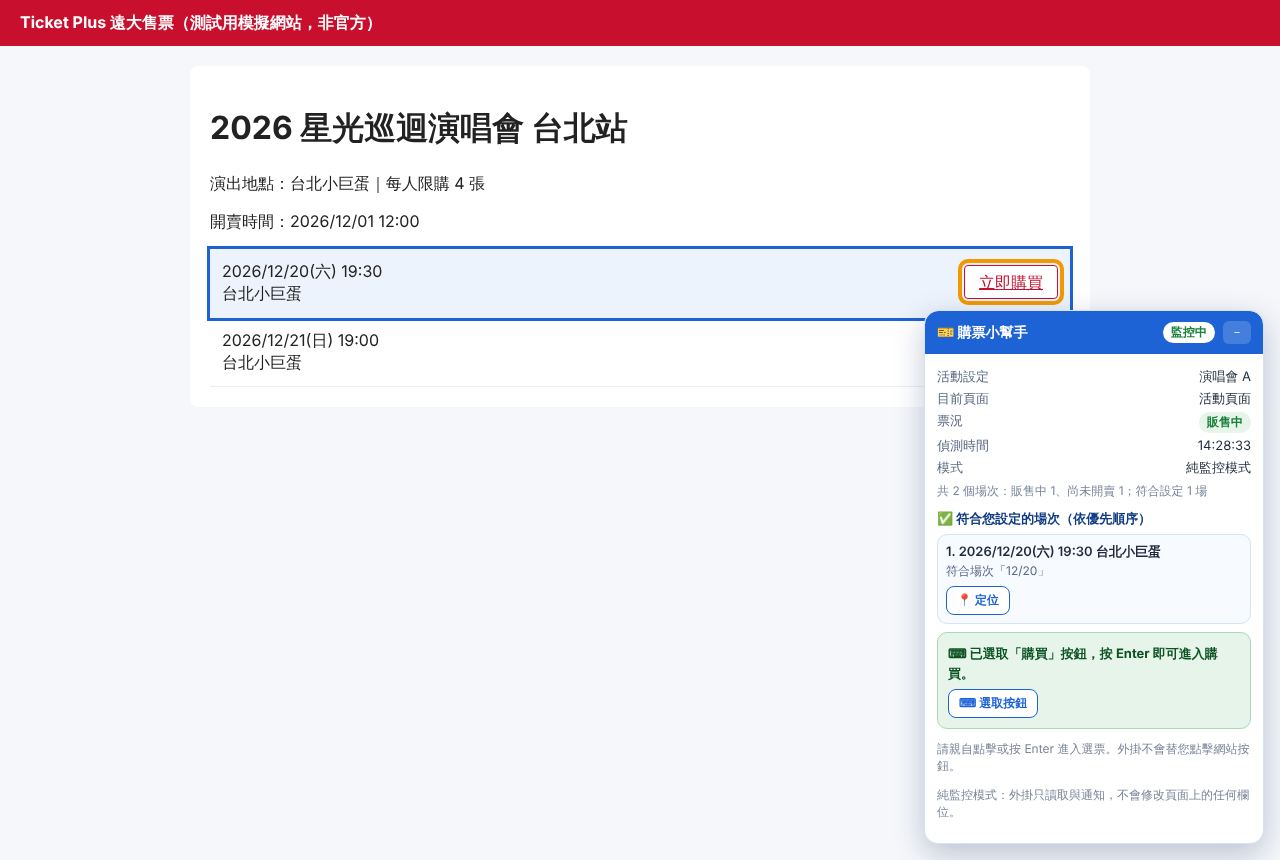 Ticket Plus 遠大售票（測試用模擬網站，非官方）
2026 星光巡迴演唱會 台北站
演出地點：台北小巨蛋｜每人限購 4 張
開賣時間：2026/12/01 12:00
2026/12/20(六) 19:30
台北小巨蛋
立即購買
2026/12/21(日) 19:00
台北小巨蛋
🎫 購票小幫手
監控中
−
活動設定
演唱會 A
目前頁面
活動頁面
票況
販售中
偵測時間
14:28:33
模式
純監控模式
共 2 個場次：販售中 1、尚未開賣 1；符合設定 1 場
✅ 符合您設定的場次（依優先順序）
1. 2026/12/20(六) 19:30 台北小巨蛋
符合場次「12/20」
📍 定位
⌨ 已選取「購買」按鈕，按 Enter 即可進入購
買。
⌨ 選取按鈕
請親自點擊或按 Enter 進入選票。外掛不會替您點擊網站按
鈕。
純監控模式：外掛只讀取與通知，不會修改頁面上的任何欄
位。